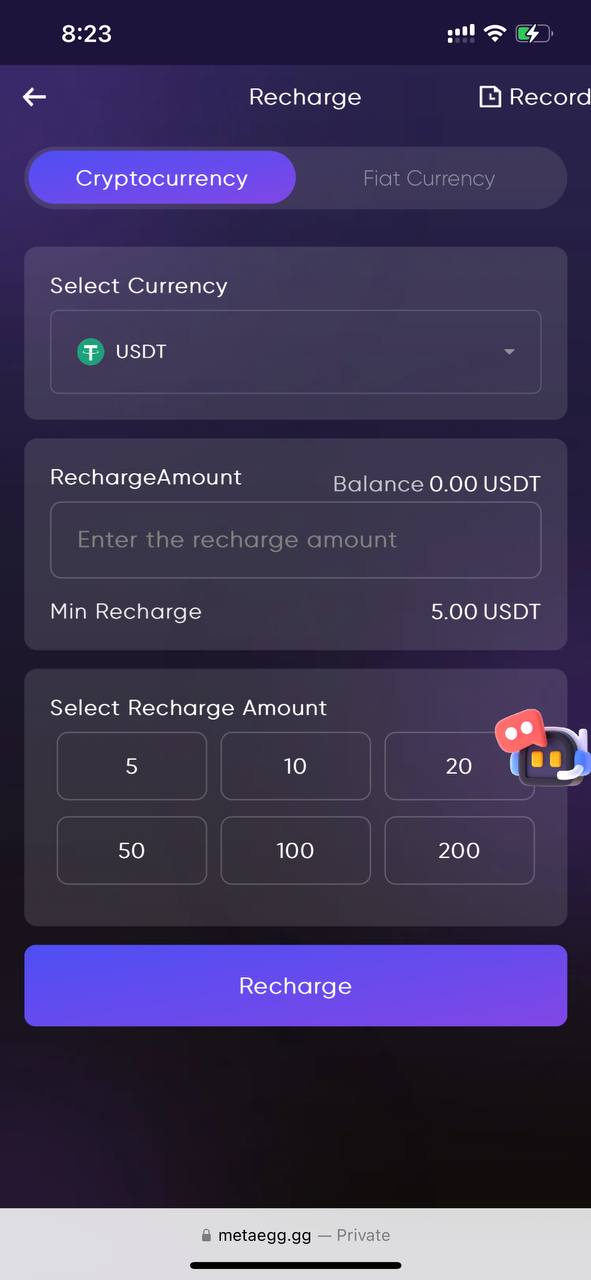 8:23
Recharge
Record
Cryptocurrency
Fiat Currency
Select Currency
USDT
RechargeAmount
Balance 0.00 USDT
Enter the recharge amount
Min Recharge
5.00 USDT
Select Recharge Amount
5
10
20
50
100
200
Recharge
metaegg.gg — Private